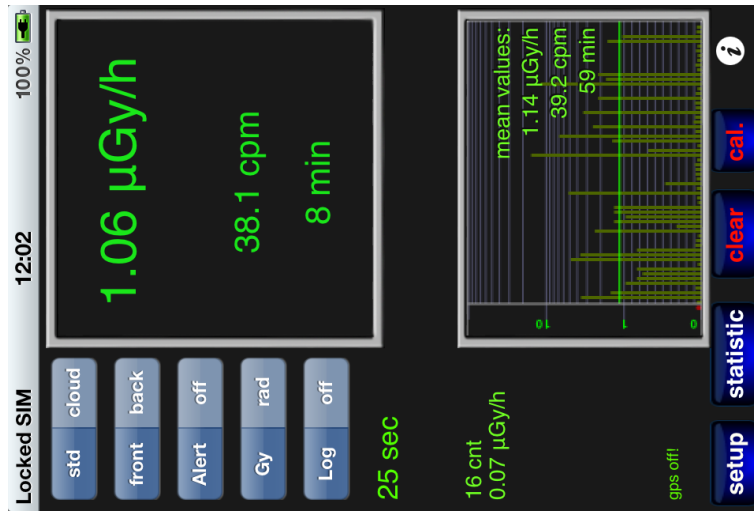 Locked SIM 12:02 100%
std cloud
front back
Alert off
Gy rad
Log off
1.06 µGy/h
38.1 cpm
8 min
25 sec
16 cnt
0.07 µGy/h
gps off!
10
1
0
mean values:
1.14 µGy/h
39.2 cpm
59 min
setup statistic clear cal. i